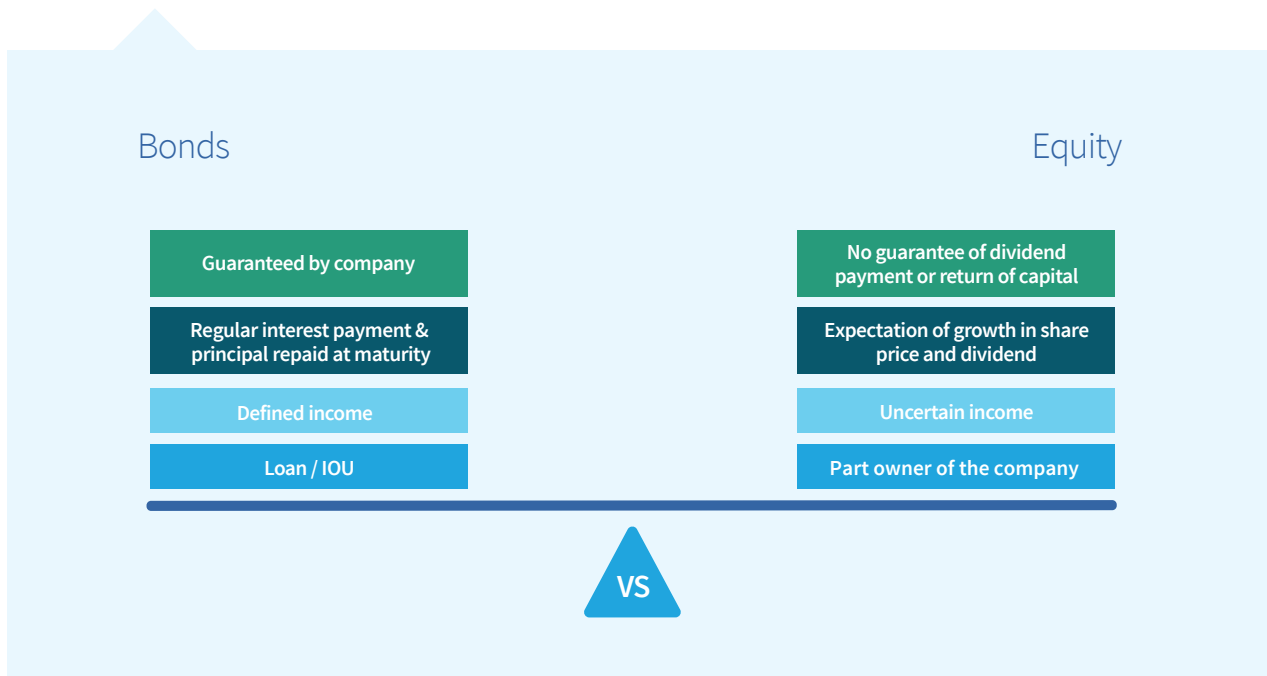 Bonds
Equity
Guaranteed by company
Regular interest payment &
principal repaid at maturity
Defined income
Loan / IOU
No guarantee of dividend
payment or return of capital
Expectation of growth in share
price and dividend
Uncertain income
Part owner of the company
VS